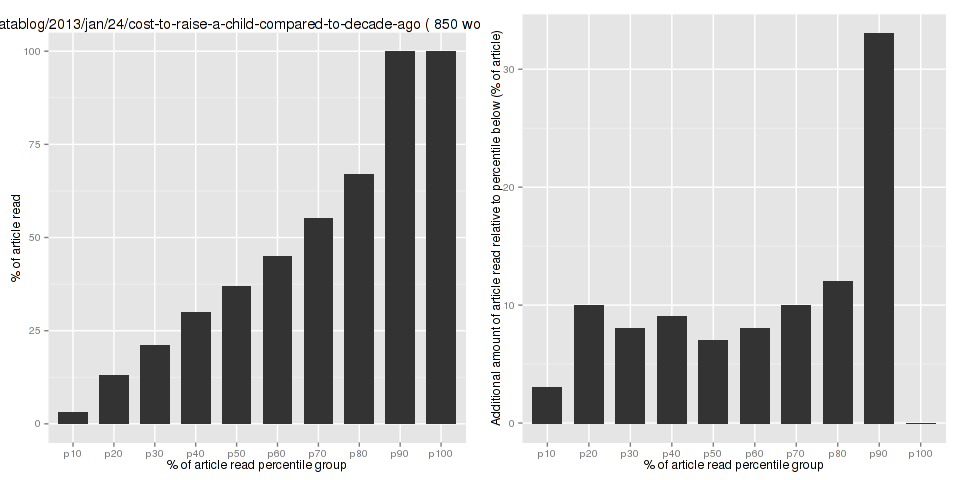 atablog/2013/jan/24/cost-to-raise-a-child-compared-to-decade-ago ( 850 wo
% of article read
100
75
50
25
0
p10 p20 p30 p40 p50 p60 p70 p80 p90 p100
% of article read percentile group
Additional amount of article read relative to percentile below (% of article)
30
20
10
0
p10 p20 p30 p40 p50 p60 p70 p80 p90 p100
% of article read percentile group